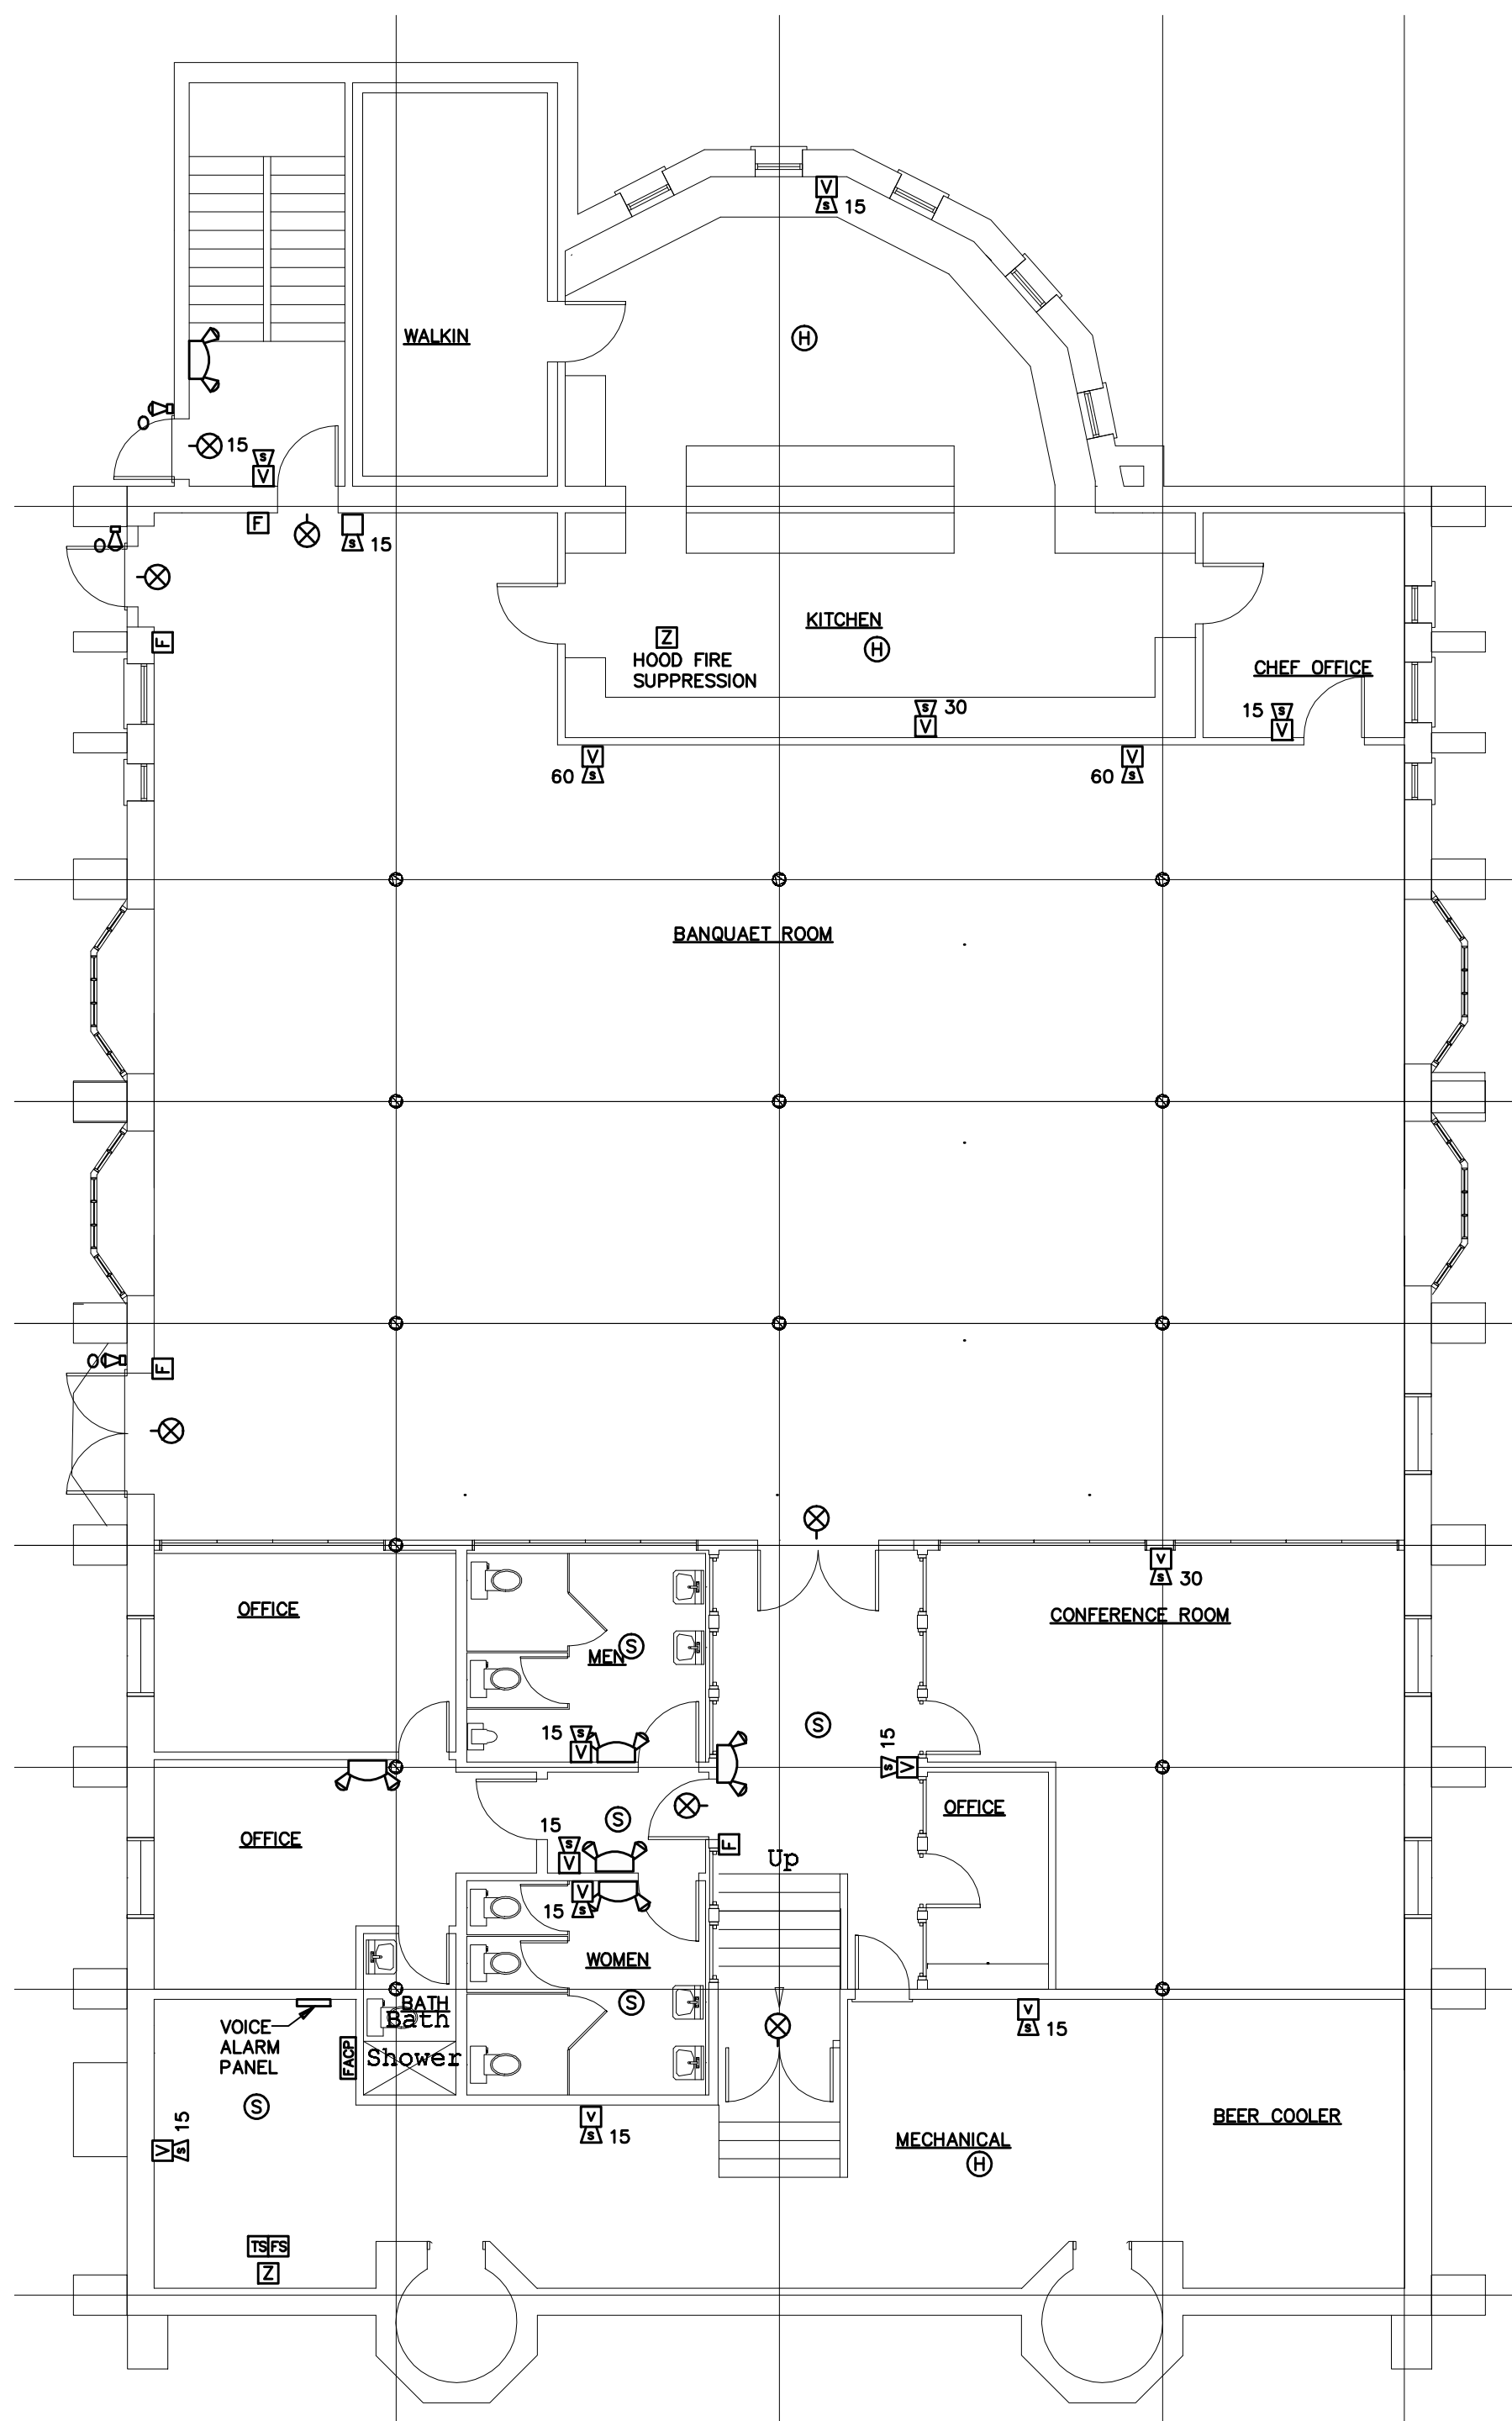 V
S 15
WALKIN
H
15
S
V
F
S 15
KITCHEN
H
F
Z
HOOD FIRE
SUPPRESSION
CHEF OFFICE
S 30
V
15 S
V
V
60 S
V
60 S
BANQUAET ROOM
F
V
S 30
OFFICE
CONFERENCE ROOM
MEN S
S
15 S
V
15
S V
OFFICE
S
15
S
V
OFFICE
F
Up
V
15 S
WOMEN
S
BATH
Bath
VOICE
ALARM
PANEL
FACP
Shower
V
S 15
S
15
V S
V
S 15
BEER COOLER
MECHANICAL
H
TS FS
Z